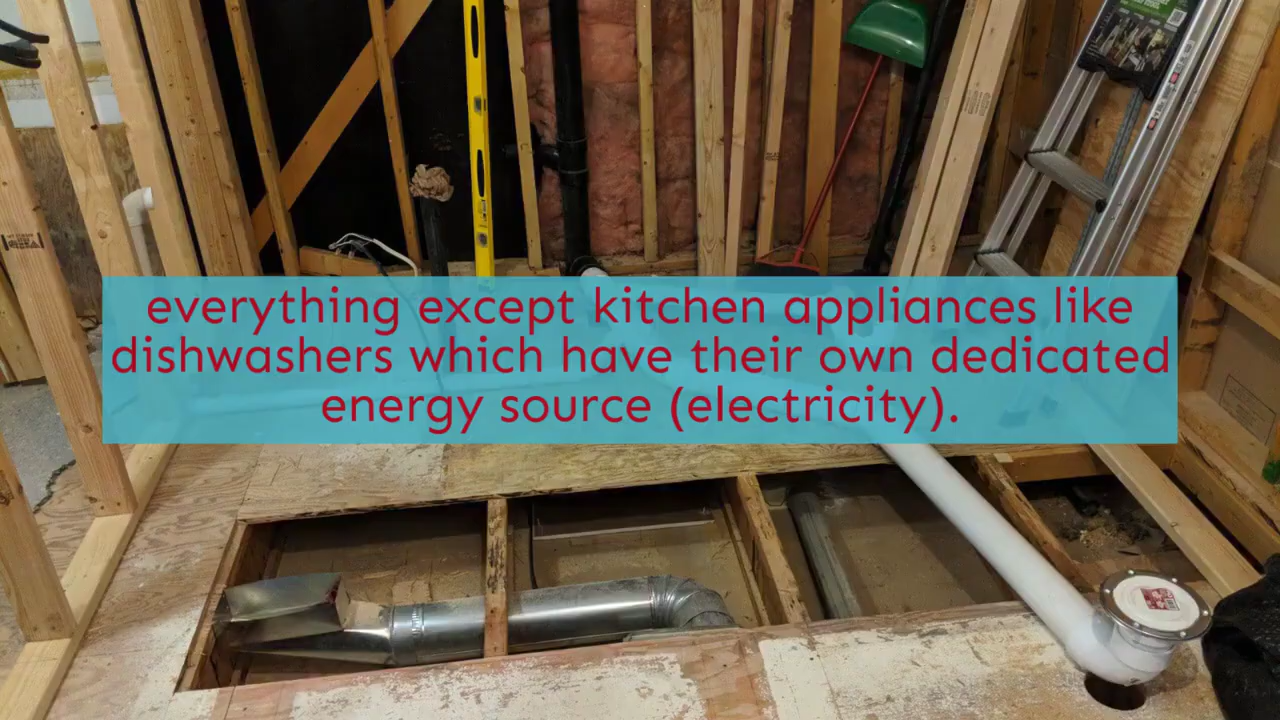 everything except kitchen appliances like
dishwashers which have their own dedicated
energy source (electricity).